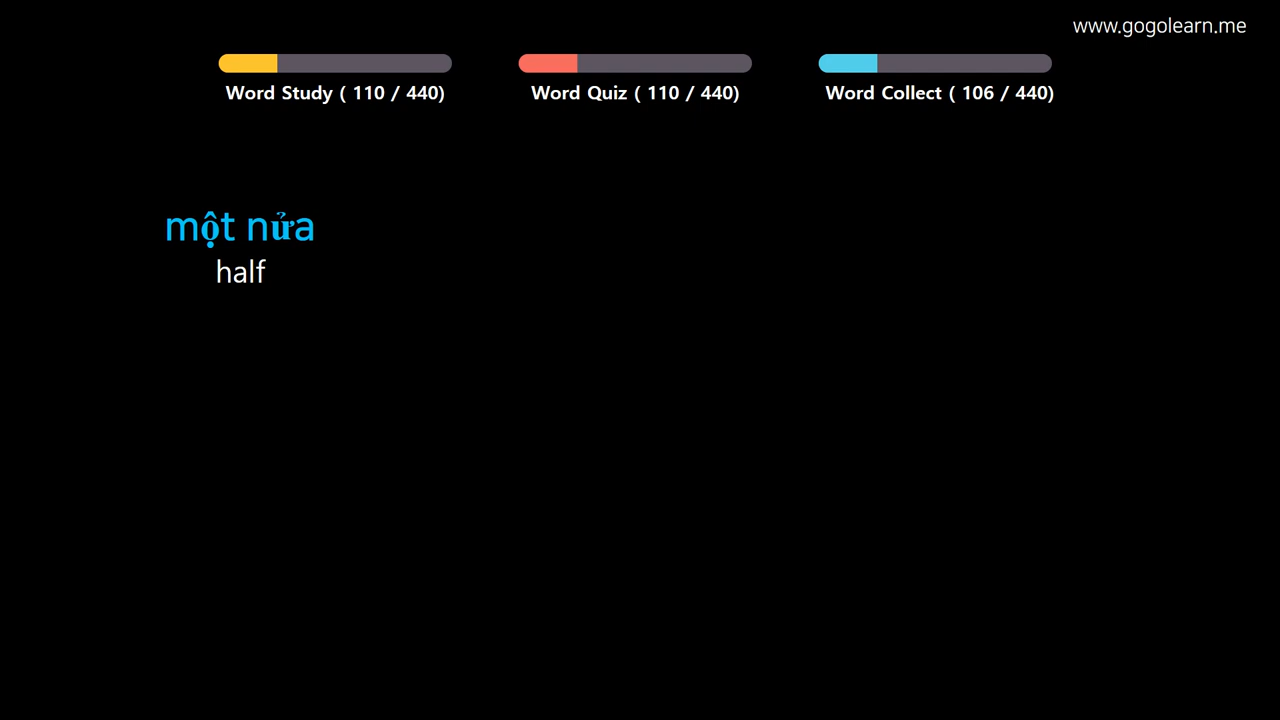 www.gogolearn.me
Word Study ( 110 / 440)
Word Quiz ( 110 / 440)
Word Collect ( 106 / 440)
một nửa
half